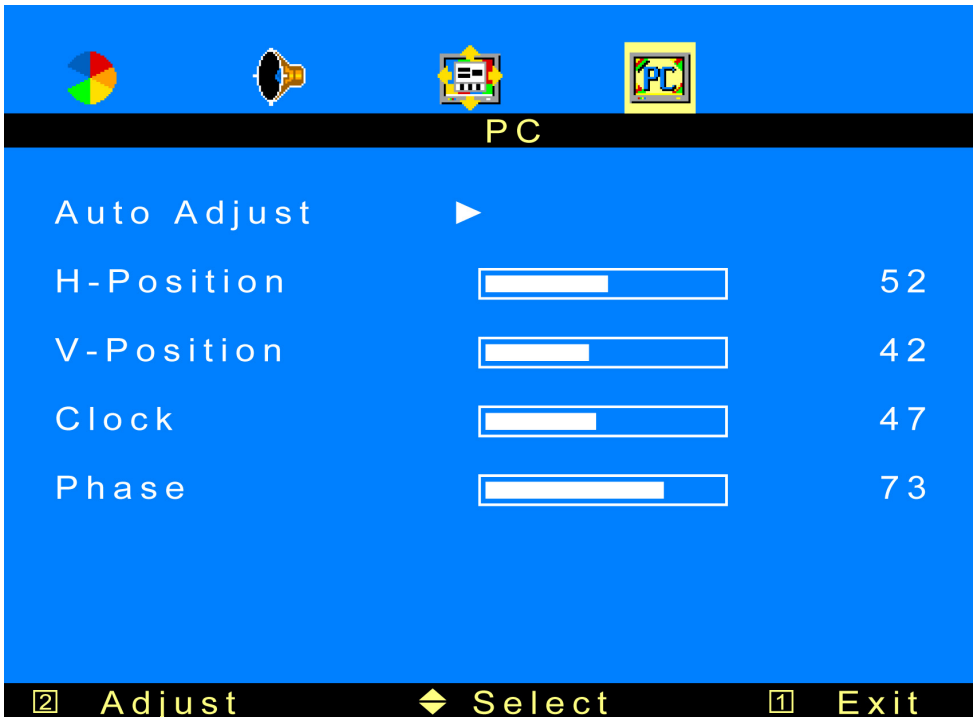 PC
PC
Auto Adjust
H-Position 52
V-Position 42
Clock 47
Phase 73
2 Adjust Select 1 Exit